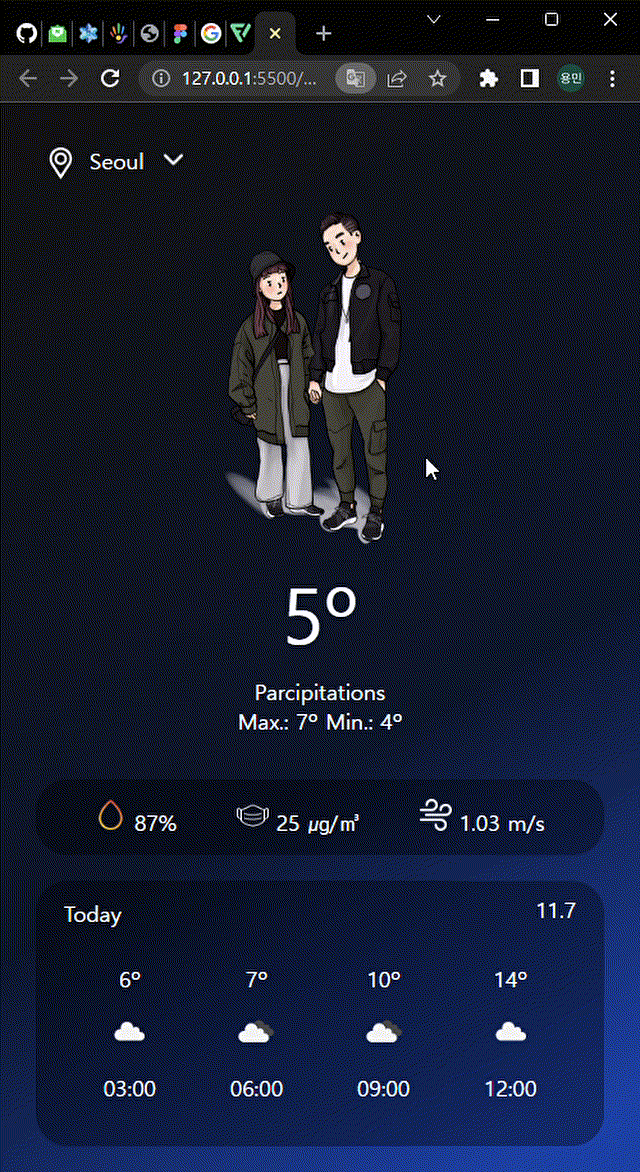 127.0.0.1:5500/...
용민
Seoul
5º
Parcipitations
Max.: 7º Min.: 4º
87%
25 ㎍/㎥
1.03 m/s
Today
11.7
6º 7º 10º 14º
03:00 06:00 09:00 12:00